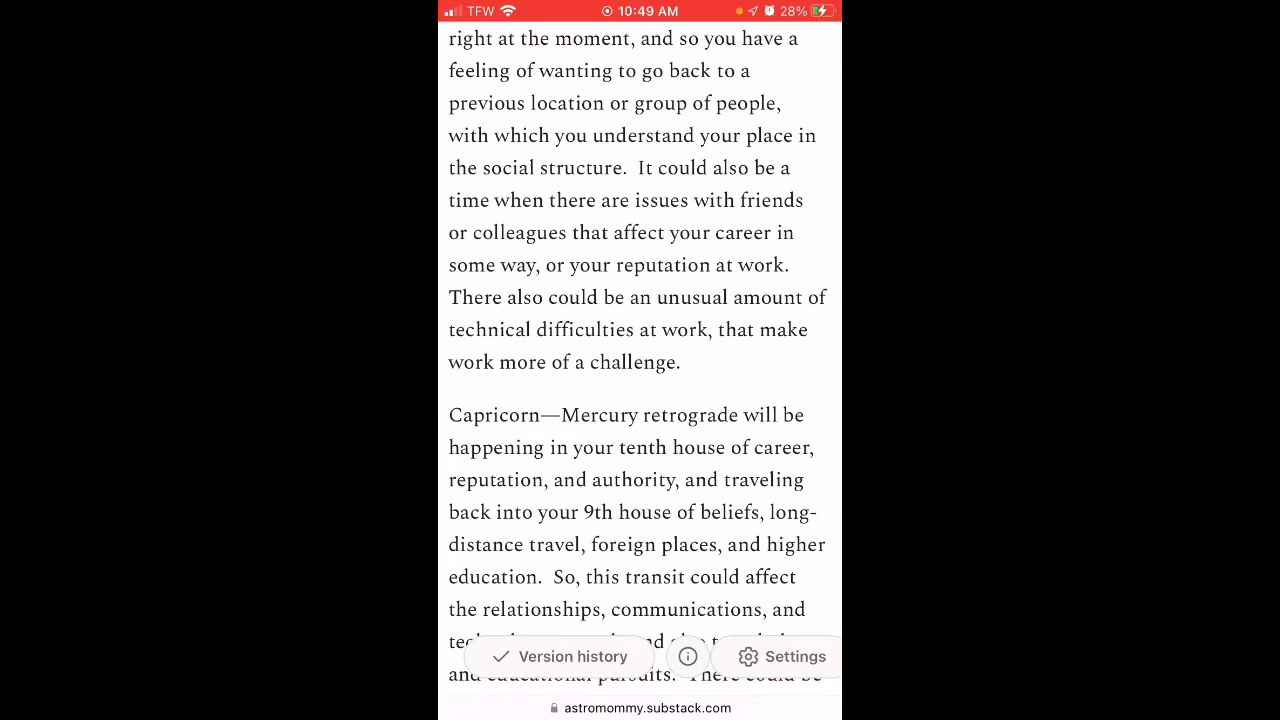 TFW 10:49 AM 28%
right at the moment, and so you have a
feeling of wanting to go back to a
previous location or group of people,
with which you understand your place in
the social structure.  It could also be a
time when there are issues with friends
or colleagues that affect your career in
some way, or your reputation at work.
There also could be an unusual amount of
technical difficulties at work, that make
work more of a challenge.
Capricorn—Mercury retrograde will be
happening in your tenth house of career,
reputation, and authority, and traveling
back into your 9th house of beliefs, long-
distance travel, foreign places, and higher
education.  So, this transit could affect
the relationships, communications, and
and educational pursuits.  There could be
Version history Settings
astromommy.substack.com